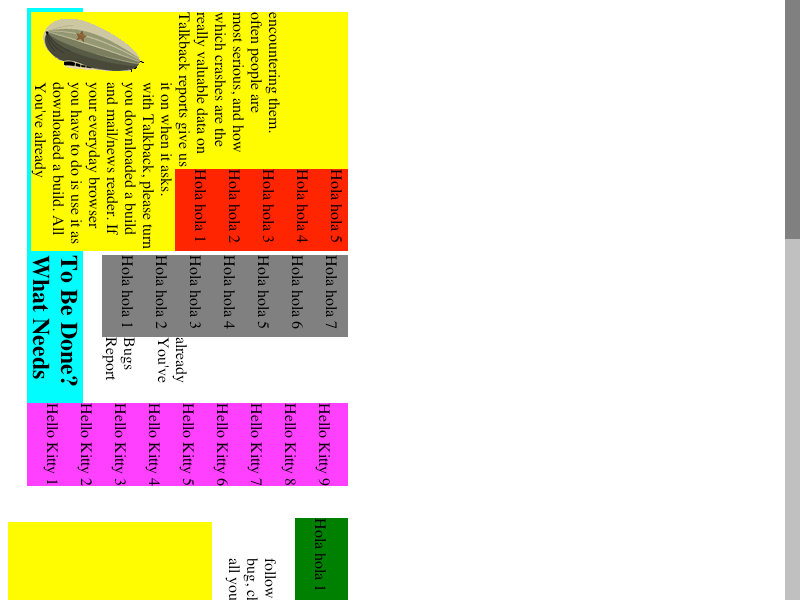 You've already
downloaded a build. All
you have to do is use it as
your everyday browser
and mail/news reader. If
you downloaded a build
with Talkback, please turn
it on when it asks.
Talkback reports give us
really valuable data on
which crashes are the
most serious, and how
often people are
encountering them.
Hola hola 1
Hola hola 2
Hola hola 3
Hola hola 4
Hola hola 5
What Needs
To Be Done?
Hola hola 1
Hola hola 2
Hola hola 3
Hola hola 4
Hola hola 5
Hola hola 6
Hola hola 7
Report
Bugs
You've
already
Hello Kitty 1
Hello Kitty 2
Hello Kitty 3
Hello Kitty 4
Hello Kitty 5
Hello Kitty 6
Hello Kitty 7
Hello Kitty 8
Hello Kitty 9
all you
bug,
follow
Hola hola 1